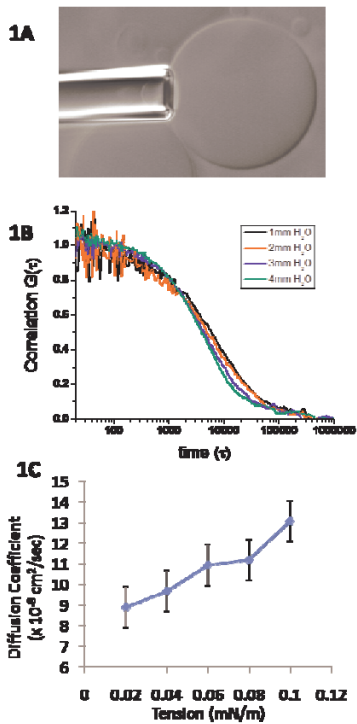 1A
1B
Correlation G(τ)
1.2
1.0
0.8
0.6
0.4
0.2
0.0
1mm H₂O
2mm H₂O
3mm H₂O
4mm H₂O
100 1000 10000 100000 1000000
time (τ)
1C
Diffusion Coefficient
(x 10⁻⁸ cm²/sec)
15
14
13
12
11
10
9
8
7
6
0 0.02 0.04 0.06 0.08 0.1 0.12
Tension (mN/m)